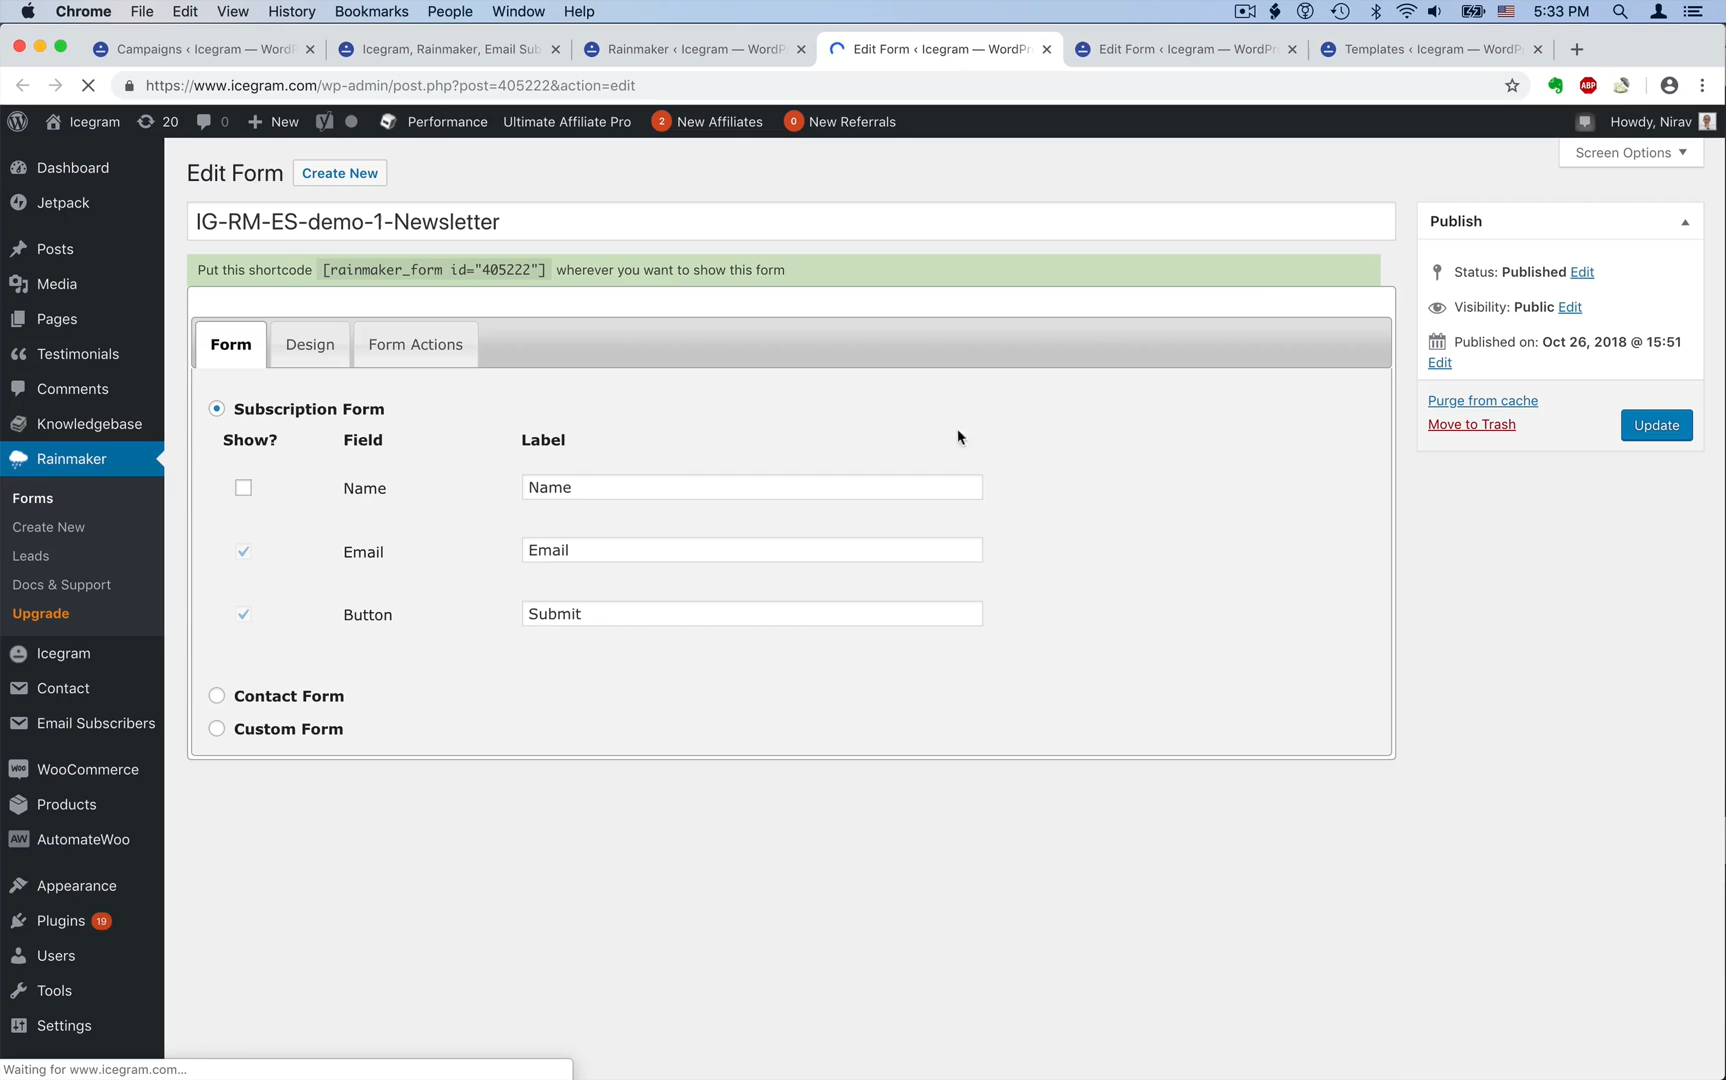 Chrome File Edit View History Bookmarks People Window Help 5:33 PM
Campaigns ‹ Icegram — WordP Icegram, Rainmaker, Email Sub Rainmaker ‹ Icegram — WordP Edit Form ‹ Icegram — WordPr Edit Form ‹ Icegram — WordPr Templates ‹ Icegram — WordP
https://www.icegram.com/wp-admin/post.php?post=405222&action=edit ABP
Icegram 20 0 New Performance Ultimate Affiliate Pro 2 New Affiliates 0 New Referrals Howdy, Nirav
Screen Options
Dashboard
Jetpack
Posts
Media
Pages
Testimonials
Comments
Knowledgebase
Rainmaker
Forms
Create New
Leads
Docs & Support
Upgrade
Icegram
Contact
Email Subscribers
WOO WooCommerce
Products
AW AutomateWoo
Appearance
Plugins 19
Users
Tools
Settings
Edit Form Create New
IG-RM-ES-demo-1-Newsletter
Put this shortcode [rainmaker_form id="405222"] wherever you want to show this form
Form Design Form Actions
Subscription Form
Show? Field Label
Name Name
Email Email
Button Submit
Contact Form
Custom Form
Publish
Status: Published Edit
Visibility: Public Edit
Published on: Oct 26, 2018 @ 15:51
Edit
Purge from cache
Move to Trash
Update
Waiting for www.icegram.com...